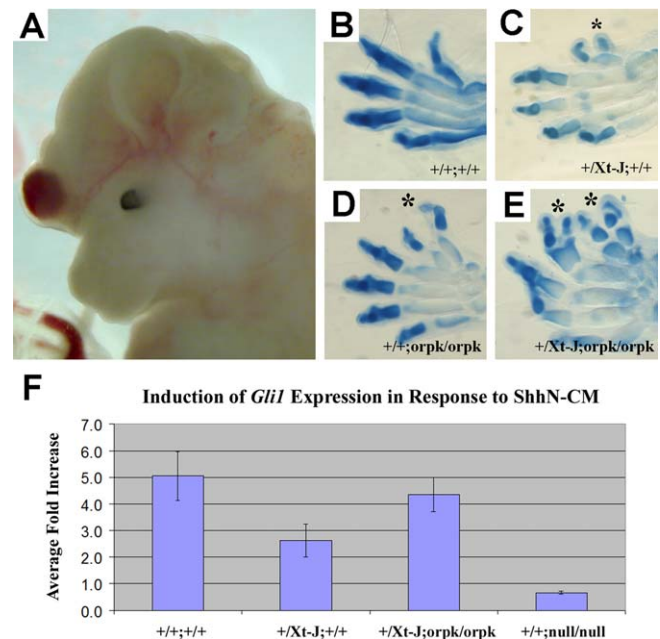 A
B
+/+;+/+
C
*
+/Xt-J;+/+
D
*
+/+;orpk/orpk
E
* *
+/Xt-J;orpk/orpk
F
Induction of Gli1 Expression in Response to ShhN-CM
Average Fold Increase
7.0
6.0
5.0
4.0
3.0
2.0
1.0
0.0
+/+;+/+
+/Xt-J;+/+
+/Xt-J;orpk/orpk
+/+;null/null